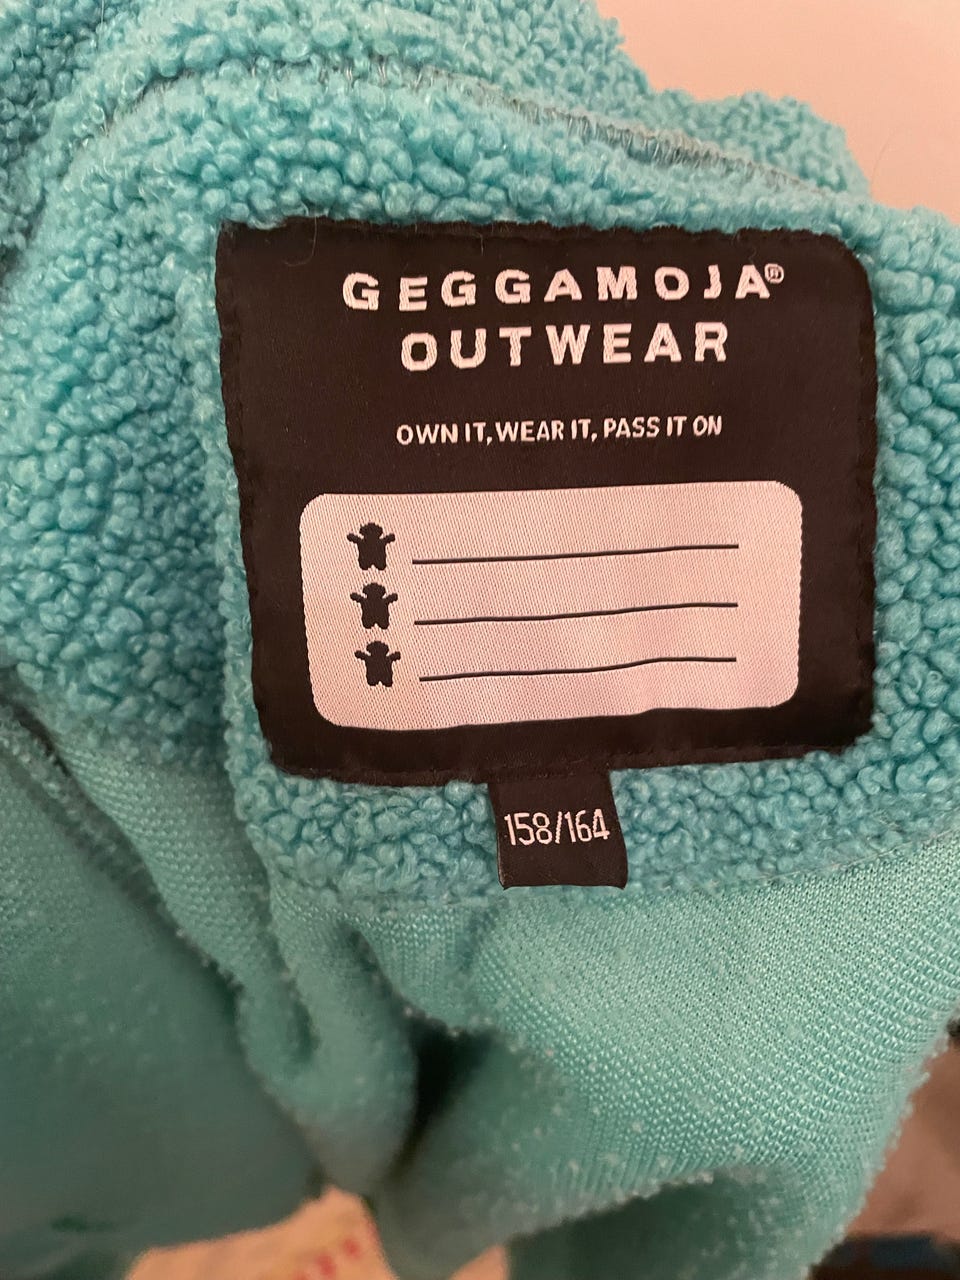 GEGGAMOJA®
OUTWEAR
OWN IT, WEAR IT, PASS IT ON
158/164